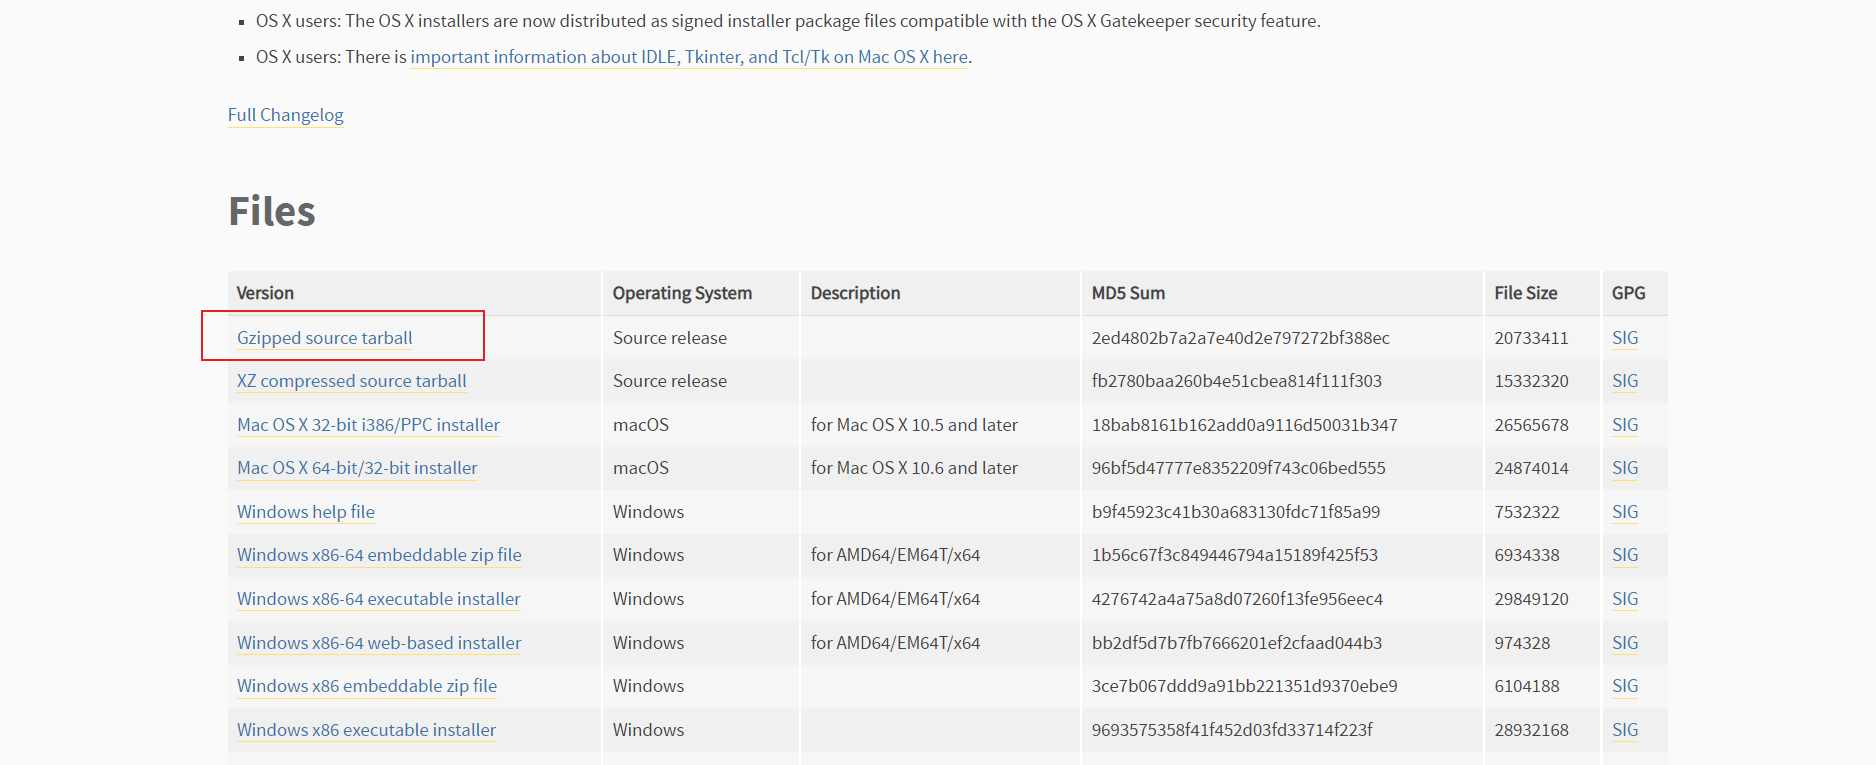 OS X users: The OS X installers are now distributed as signed installer package files compatible with the OS X Gatekeeper security feature.
OS X users: There is important information about IDLE, Tkinter, and Tcl/Tk on Mac OS X here.
Full Changelog
Files
Version Operating System Description MD5 Sum File Size GPG
Gzipped source tarball Source release 2ed4802b7a2a7e40d2e797272bf388ec 20733411 SIG
XZ compressed source tarball Source release fb2780baa260b4e51cbea814f111f303 15332320 SIG
Mac OS X 32-bit i386/PPC installer macOS for Mac OS X 10.5 and later 18bab8161b162add0a9116d50031b347 26565678 SIG
Mac OS X 64-bit/32-bit installer macOS for Mac OS X 10.6 and later 96bf5d47777e8352209f743c06bed555 24874014 SIG
Windows help file Windows b9f45923c41b30a683130fdc71f85a99 7532322 SIG
Windows x86-64 embeddable zip file Windows for AMD64/EM64T/x64 1b56c67f3c849446794a15189f425f53 6934338 SIG
Windows x86-64 executable installer Windows for AMD64/EM64T/x64 4276742a4a75a8d07260f13fe956eec4 29849120 SIG
Windows x86-64 web-based installer Windows for AMD64/EM64T/x64 bb2df5d7b7fb7666201ef2cfaad044b3 974328 SIG
Windows x86 embeddable zip file Windows 3ce7b067ddd9a91bb221351d9370ebe9 6104188 SIG
Windows x86 executable installer Windows 9693575358f41f452d03fd33714f223f 28932168 SIG